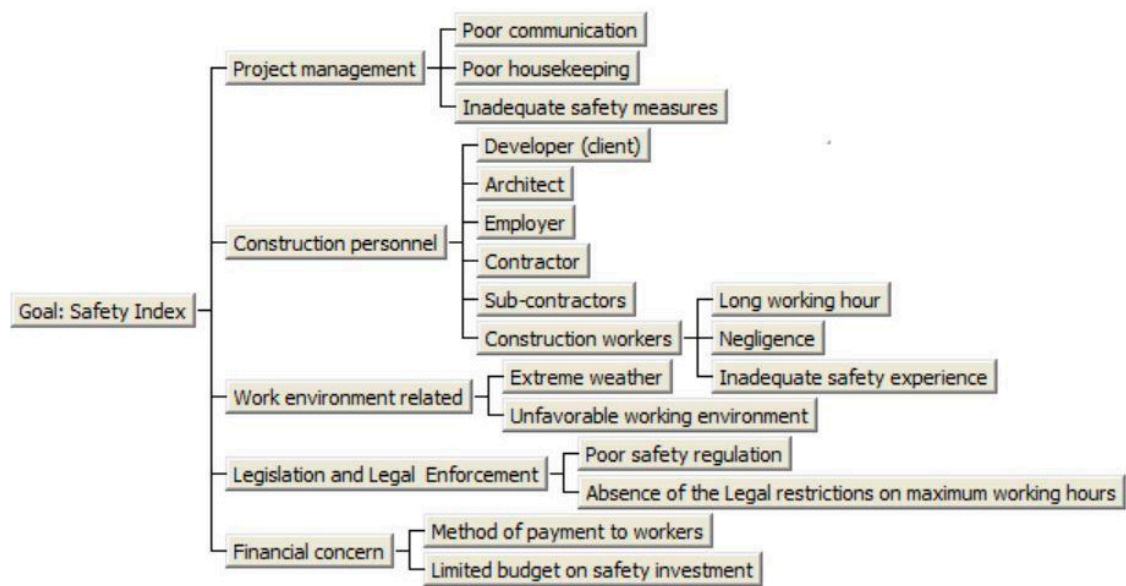 Poor communication
Project management
Poor housekeeping
Inadequate safety measures
Developer (client)
Architect
Employer
Construction personnel
Contractor
Goal: Safety Index
Sub-contractors
Long working hour
Construction workers
Negligence
Extreme weather
Inadequate safety experience
Work environment related
Unfavorable working environment
Poor safety regulation
Legislation and Legal Enforcement
Absence of the Legal restrictions on maximum working hours
Method of payment to workers
Financial concern
Limited budget on safety investment